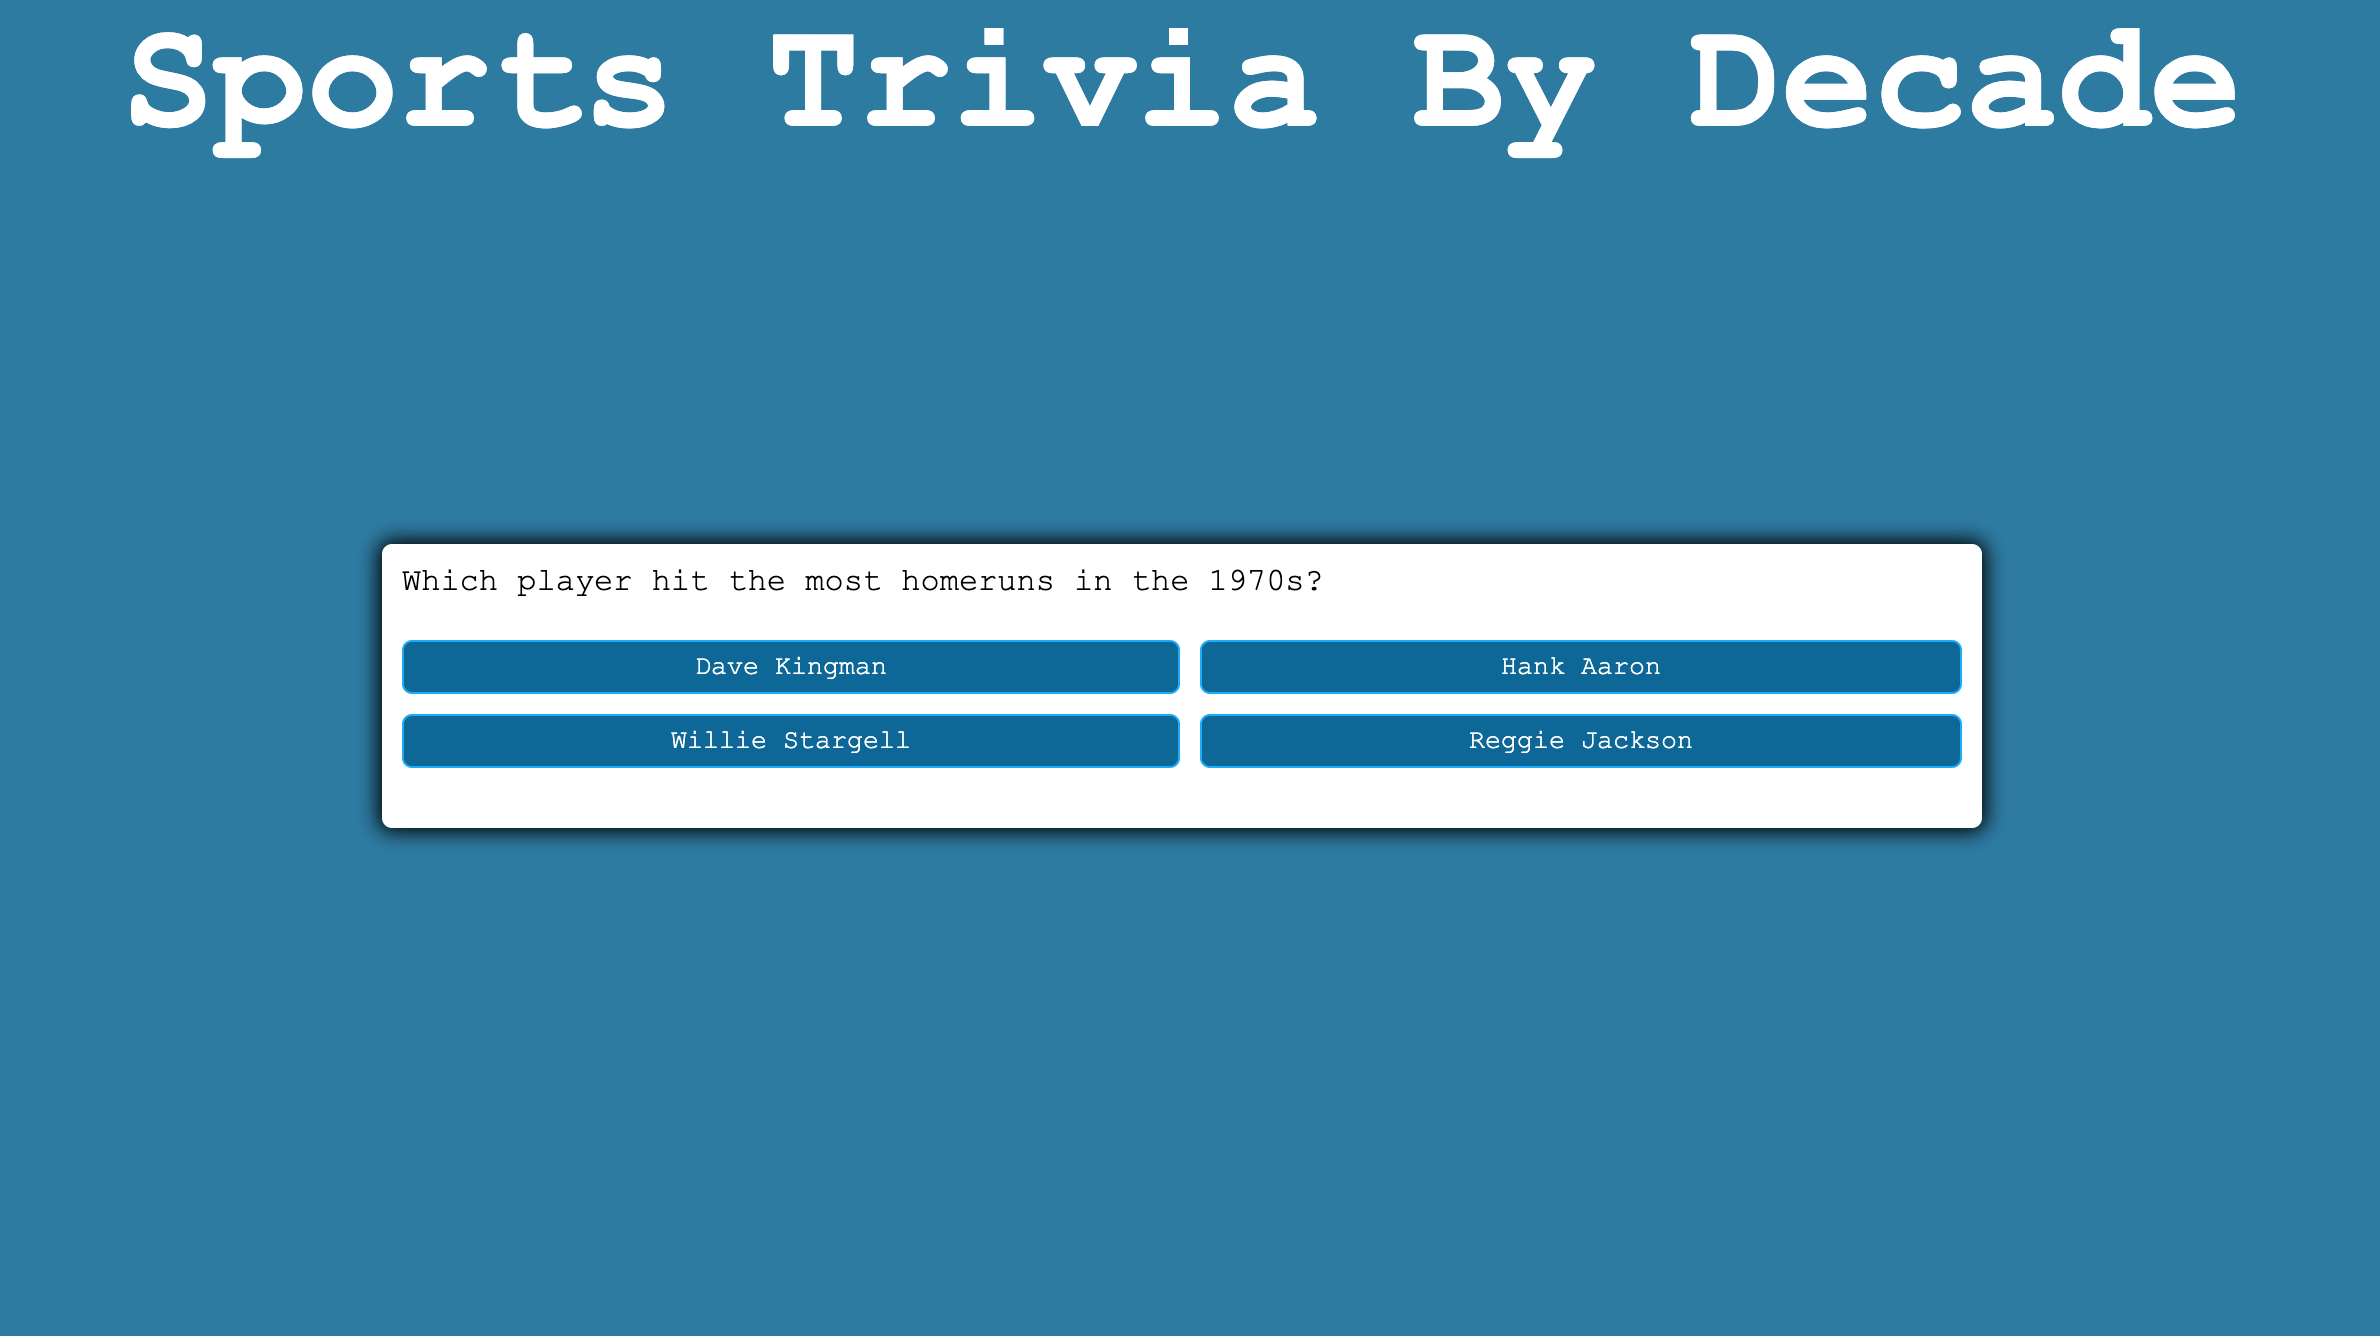 Sports Trivia By Decade
Which player hit the most homeruns in the 1970s?
Dave Kingman
Hank Aaron
Willie Stargell
Reggie Jackson